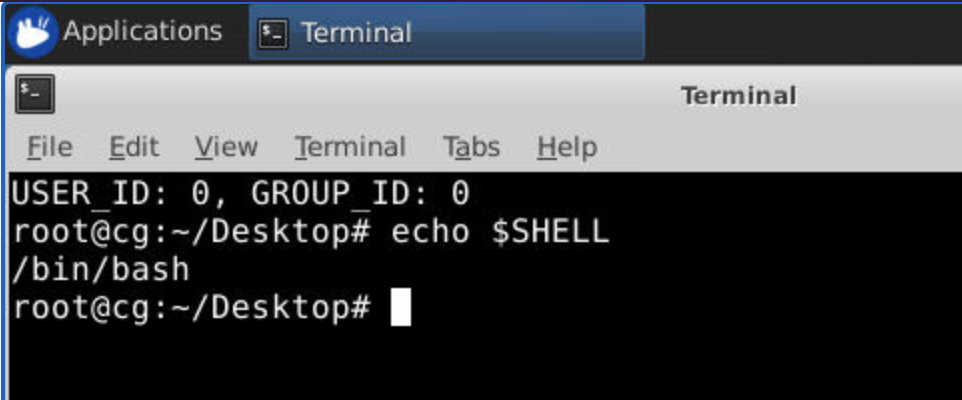 Applications
Terminal
Terminal
File Edit View Terminal Tabs Help
USER_ID: 0, GROUP_ID: 0
root@cg:~/Desktop# echo $SHELL
/bin/bash
root@cg:~/Desktop#